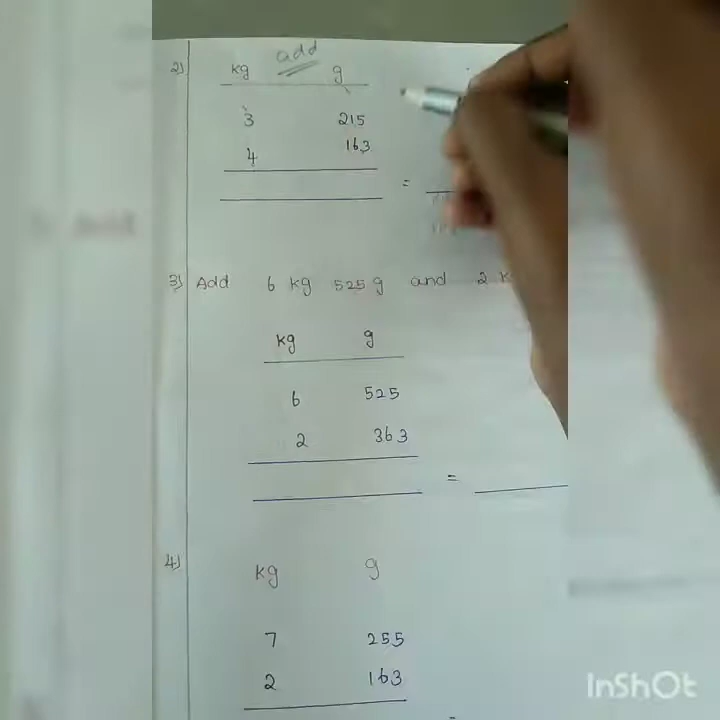 add
2) kg g
3 215
4 163
=
3) Add 6 kg 525 g and 2 K
kg g
6 525
2 363
=
4) kg g
7 255
2 163
InShOt